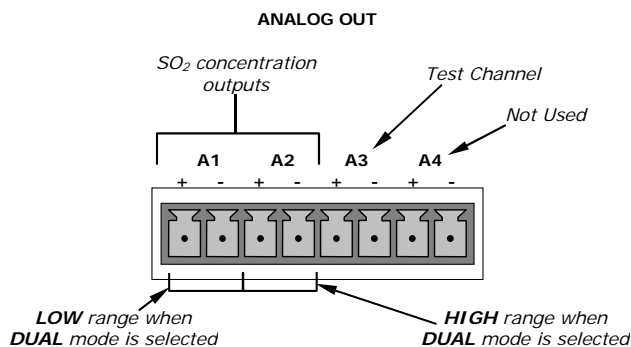 ANALOG OUT
SO2 concentration
outputs
Test Channel
Not Used
A1 A2 A3 A4
+ - + - + - + -
LOW range when
DUAL mode is selected
HIGH range when
DUAL mode is selected